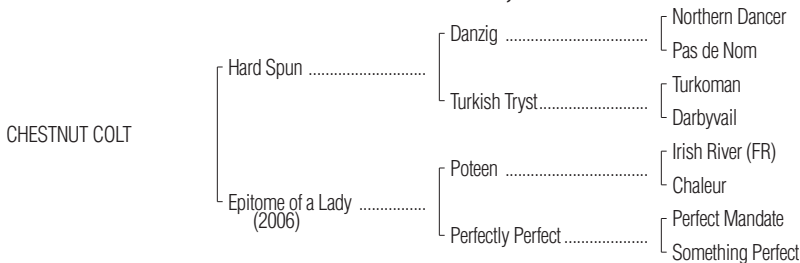 Northern Dancer
Danzig ........................................
Pas de Nom
Hard Spun ............................
Turkoman
Turkish Tryst..............................
Darbyvail
CHESTNUT COLT
Irish River (FR)
Poteen ........................................
Chaleur
Epitome of a Lady ................
(2006)
Perfect Mandate
Perfectly Perfect .......................
Something Perfect